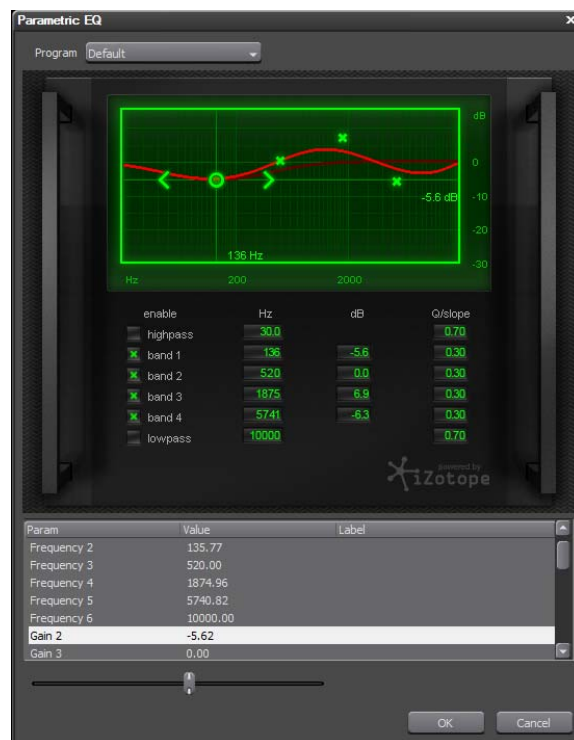 Parametric EQ x
Program Default
dB
0
-5.6 dB -10
-20
136 Hz
-30
Hz 200 2000
enable Hz dB Q/slope
highpass 30.0 0.70
band 1 136 -5.6 0.30
band 2 520 0.0 0.30
band 3 1875 6.9 0.30
band 4 5741 -6.3 0.30
lowpass 10000 0.70
powered by
iZotope
Param Value Label
Frequency 2 135.77
Frequency 3 520.00
Frequency 4 1874.96
Frequency 5 5740.82
Frequency 6 10000.00
Gain 2 -5.62
Gain 3 0.00
OK Cancel